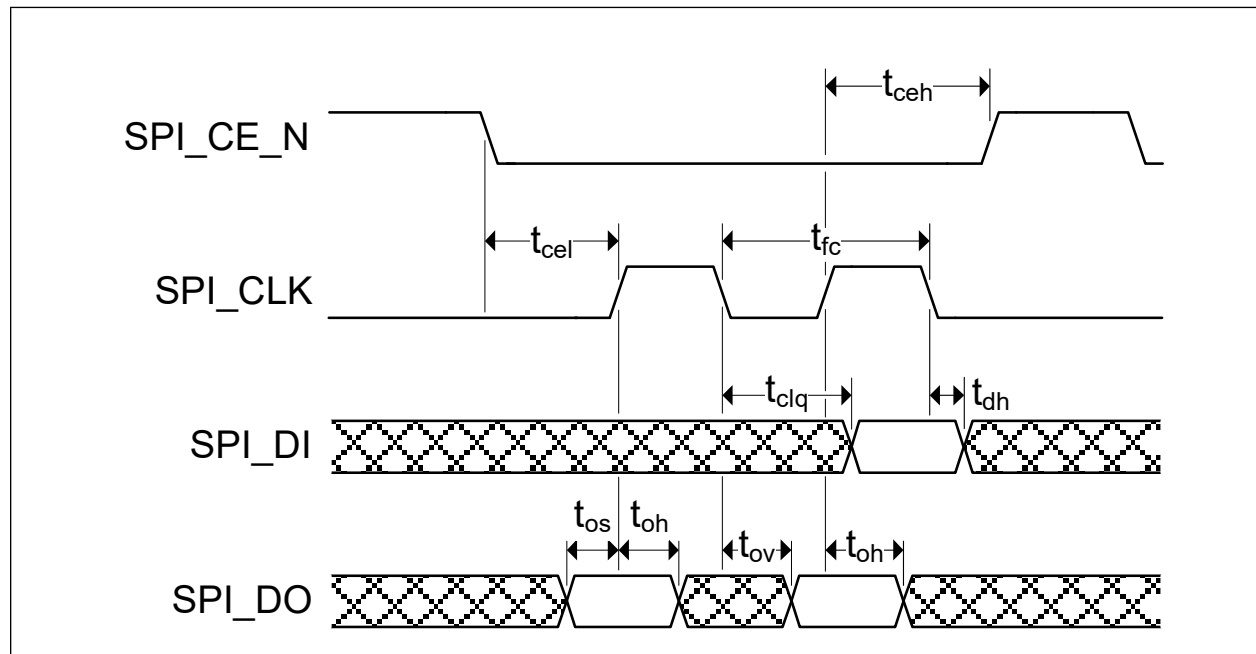 t_ceh
SPI_CE_N
t_cel
t_fc
SPI_CLK
t_clq
t_dh
SPI_DI
t_os
t_oh
t_ov
t_oh
SPI_DO